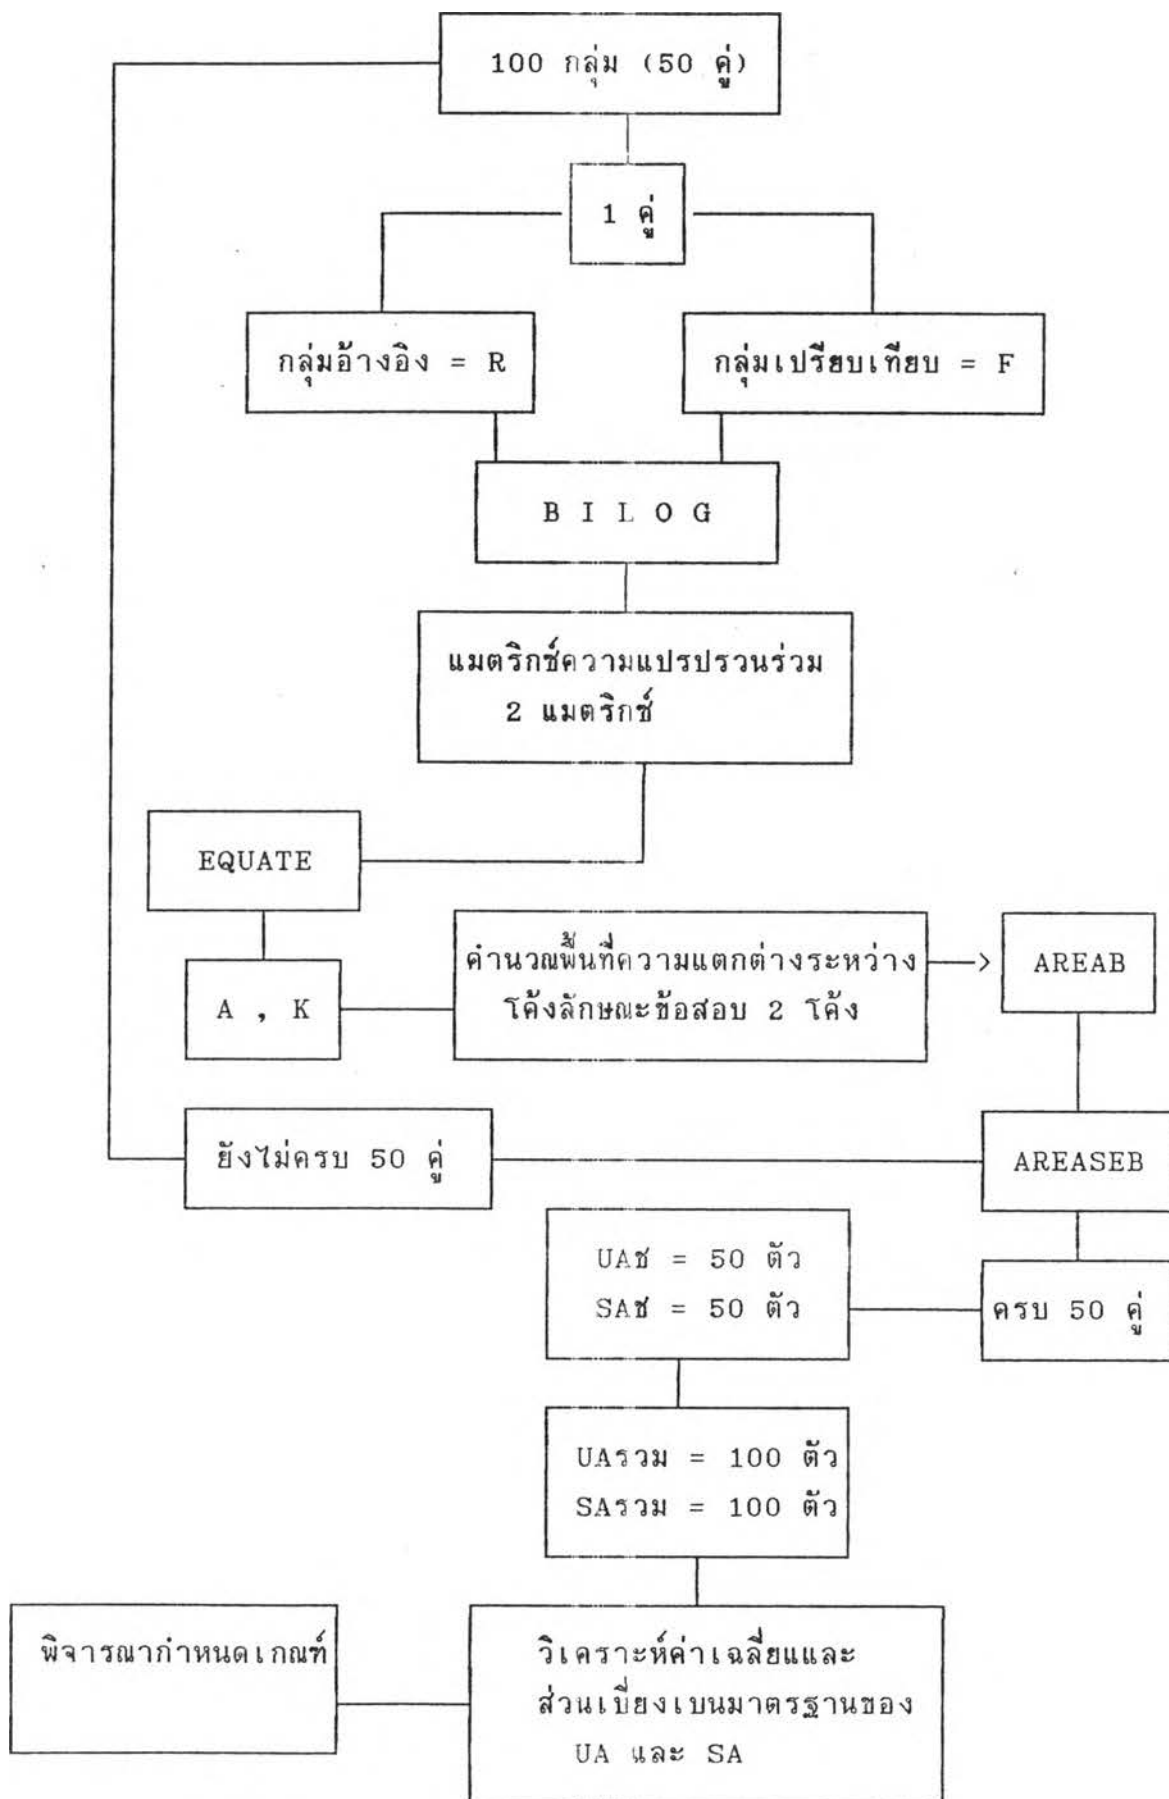 100 กลุ่ม (50 คู่)
1 คู่
กลุ่มอ้างอิง = R
กลุ่มเปรียบเทียบ = F
B I L O G
แมตริกช์ความแปรปรวนร่วม
2 แมตริกช์
EQUATE
คำนวณพื้นที่ความแตกต่างระหว่าง
โค้งลักษณะข้อสอบ 2 โค้ง
AREAB
A , K
ยังไม่ครบ 50 คู่
AREASEB
UAช = 50 ตัว
SAช = 50 ตัว
ครบ 50 คู่
UAรวม = 100 ตัว
SAรวม = 100 ตัว
พิจารณากำหนดเกณฑ์
วิเคราะห์ค่าเฉลี่ยแและ
ส่วนเบี่ยงเบนมาตรฐานของ
UA และ SA